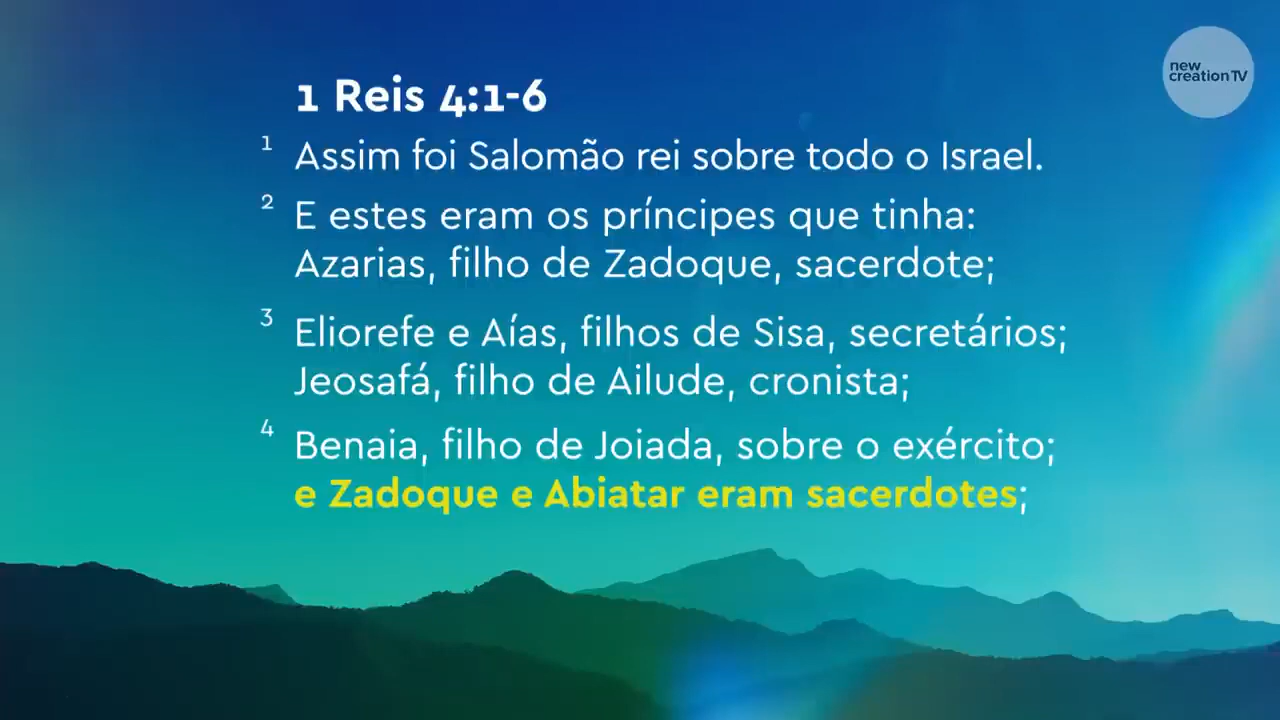 new
creation TV
1 Reis 4:1-6
1 Assim foi Salomão rei sobre todo o Israel.
2 E estes eram os príncipes que tinha:
Azarias, filho de Zadoque, sacerdote;
3 Eliorefe e Aías, filhos de Sisa, secretários;
Jeosafá, filho de Ailude, cronista;
4 Benaia, filho de Joiada, sobre o exército;
e Zadoque e Abiatar eram sacerdotes;